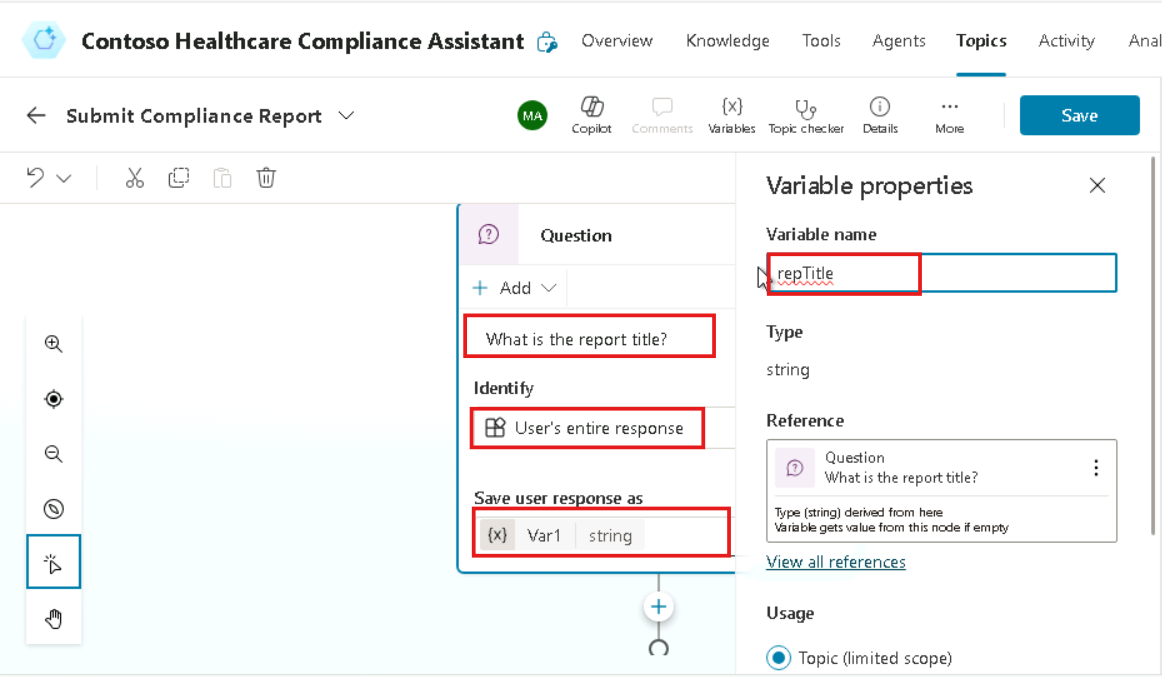 Contoso Healthcare Compliance Assistant
Overview
Knowledge
Tools
Agents
Topics
Activity
Anal
Submit Compliance Report
MA
Copilot
Comments
{x}
Variables
Topic checker
Details
More
Save
Question
+ Add
What is the report title?
Identify
User's entire response
Save user response as
{x} Var1 string
Variable properties
Variable name
repTitle
Type
string
Reference
Question
What is the report title?
Type (string) derived from here
Variable gets value from this node if empty
View all references
Usage
Topic (limited scope)